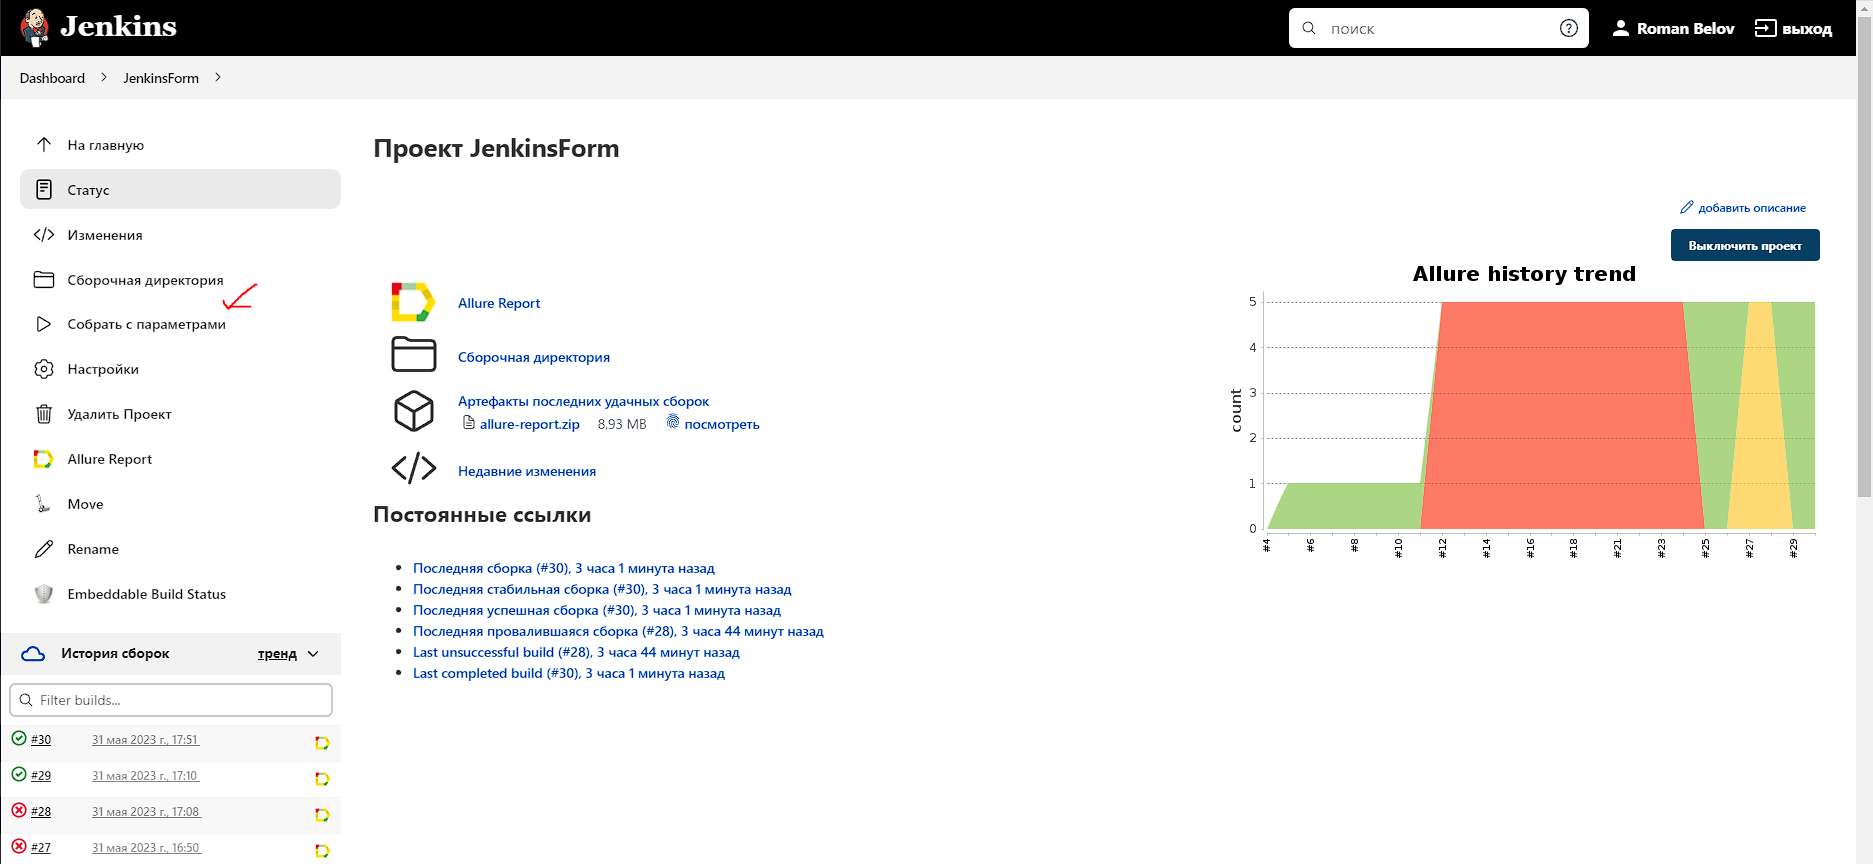 Jenkins
поиск
Roman Belov
выход
Dashboard
JenkinsForm
На главную
Статус
Изменения
Сборочная директория
Собрать с параметрами
Настройки
Удалить Проект
Allure Report
Move
Rename
Embeddable Build Status
История сборок
тренд
Filter builds...
#30 31 мая 2023 г., 17:51
#29 31 мая 2023 г., 17:10
#28 31 мая 2023 г., 17:08
#27 31 мая 2023 г., 16:50
Проект JenkinsForm
добавить описание
Выключить проект
Allure Report
Сборочная директория
Артефакты последних удачных сборок
allure-report.zip 8,93 MB посмотреть
Недавние изменения
Постоянные ссылки
Последняя сборка (#30), 3 часа 1 минута назад
Последняя стабильная сборка (#30), 3 часа 1 минута назад
Последняя успешная сборка (#30), 3 часа 1 минута назад
Последняя провалившаяся сборка (#28), 3 часа 44 минут назад
Last unsuccessful build (#28), 3 часа 44 минут назад
Last completed build (#30), 3 часа 1 минута назад
Allure history trend
count
5
4
3
2
1
0
#4 #6 #8 #10 #12 #14 #16 #18 #21 #23 #25 #27 #29